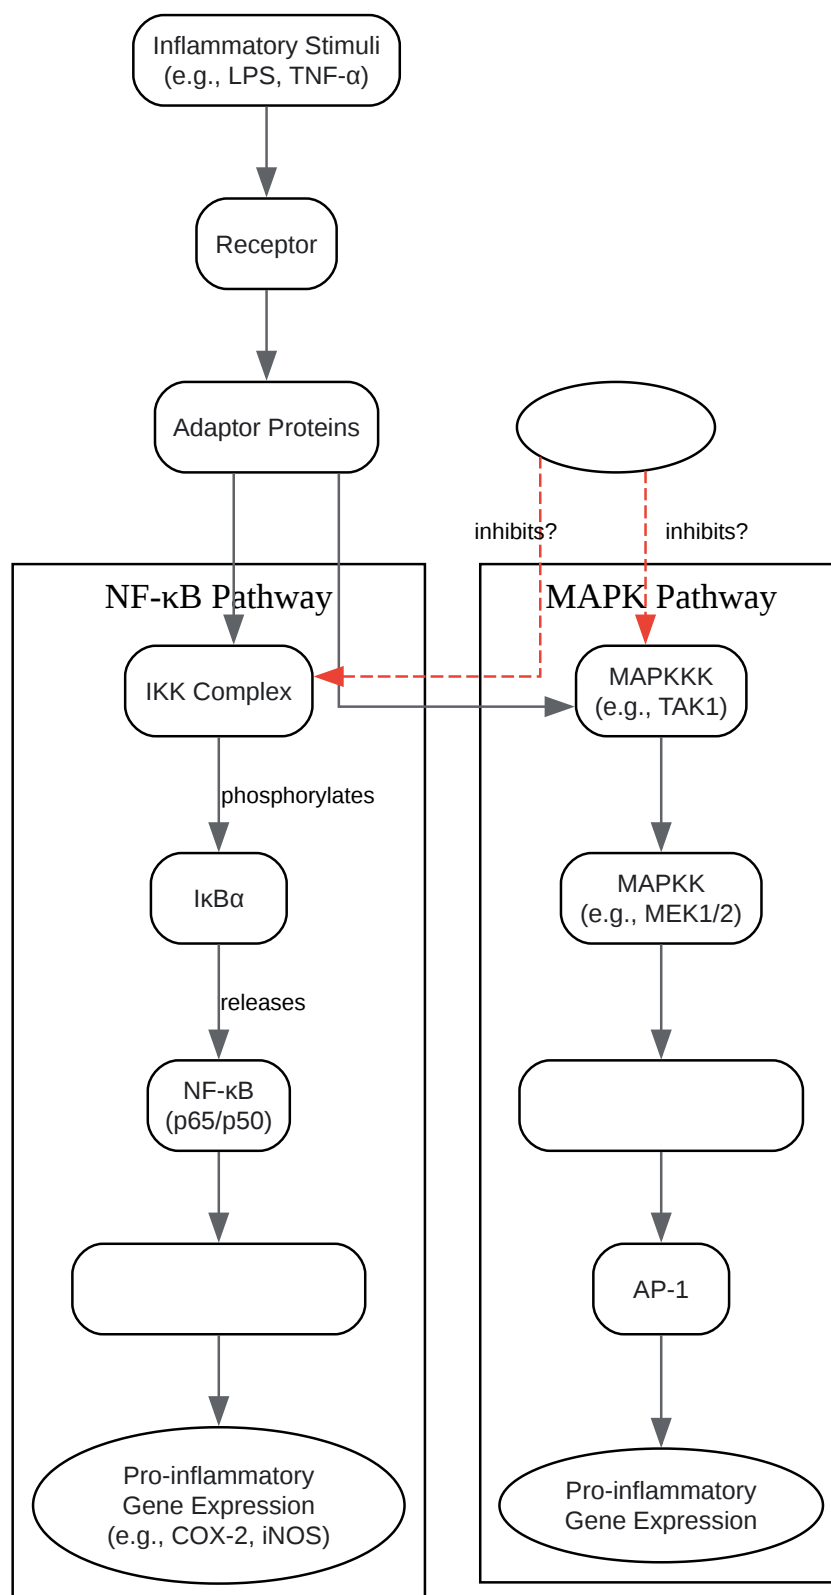 Inflammatory Stimuli
(e.g., LPS, TNF-α)
Receptor
Adaptor Proteins
inhibits?
inhibits?
NF-κB Pathway
MAPK Pathway
IKK Complex
MAPKKK
(e.g., TAK1)
phosphorylates
IκBα
MAPKK
(e.g., MEK1/2)
releases
NF-κB
(p65/p50)
AP-1
Pro-inflammatory
Gene Expression
(e.g., COX-2, iNOS)
Pro-inflammatory
Gene Expression